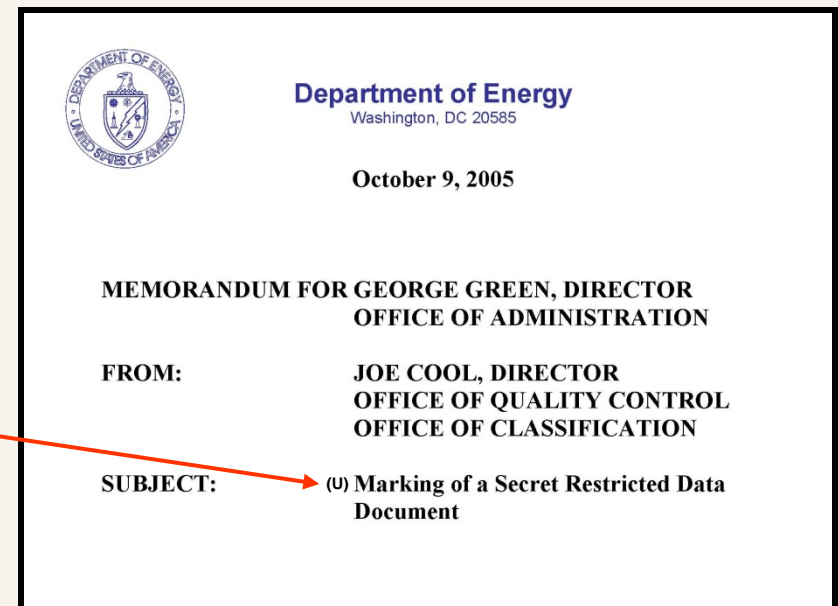 DEPARTMENT OF ENERGY
UNITED STATES OF AMERICA
Department of Energy
Washington, DC 20585
October 9, 2005
MEMORANDUM FOR GEORGE GREEN, DIRECTOR
OFFICE OF ADMINISTRATION
FROM: JOE COOL, DIRECTOR
OFFICE OF QUALITY CONTROL
OFFICE OF CLASSIFICATION
SUBJECT: (U) Marking of a Secret Restricted Data
Document